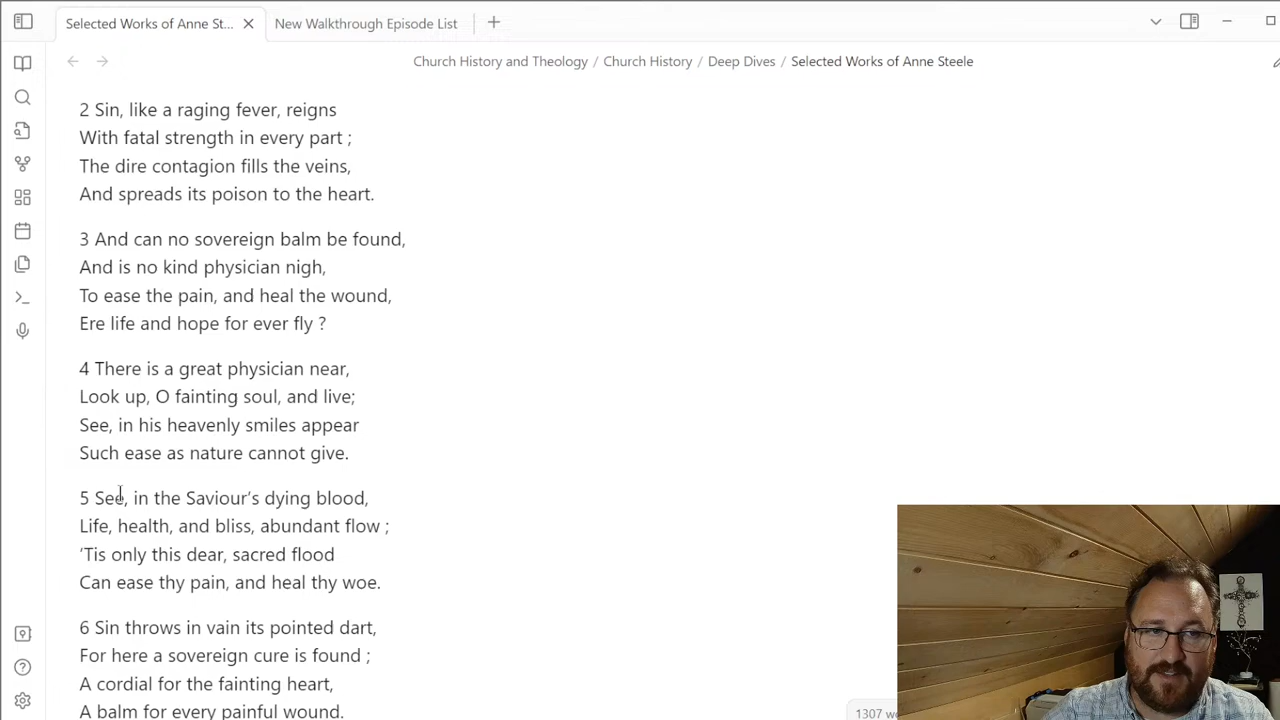 Selected Works of Anne St...
New Walkthrough Episode List
Church History and Theology / Church History / Deep Dives / Selected Works of Anne Steele
2 Sin, like a raging fever, reigns
With fatal strength in every part ;
The dire contagion fills the veins,
And spreads its poison to the heart.
3 And can no sovereign balm be found,
And is no kind physician nigh,
To ease the pain, and heal the wound,
Ere life and hope for ever fly ?
4 There is a great physician near,
Look up, O fainting soul, and live;
See, in his heavenly smiles appear
Such ease as nature cannot give.
5 See, in the Saviour’s dying blood,
Life, health, and bliss, abundant flow ;
’Tis only this dear, sacred flood
Can ease thy pain, and heal thy woe.
6 Sin throws in vain its pointed dart,
For here a sovereign cure is found ;
A cordial for the fainting heart,
A balm for every painful wound.
1307